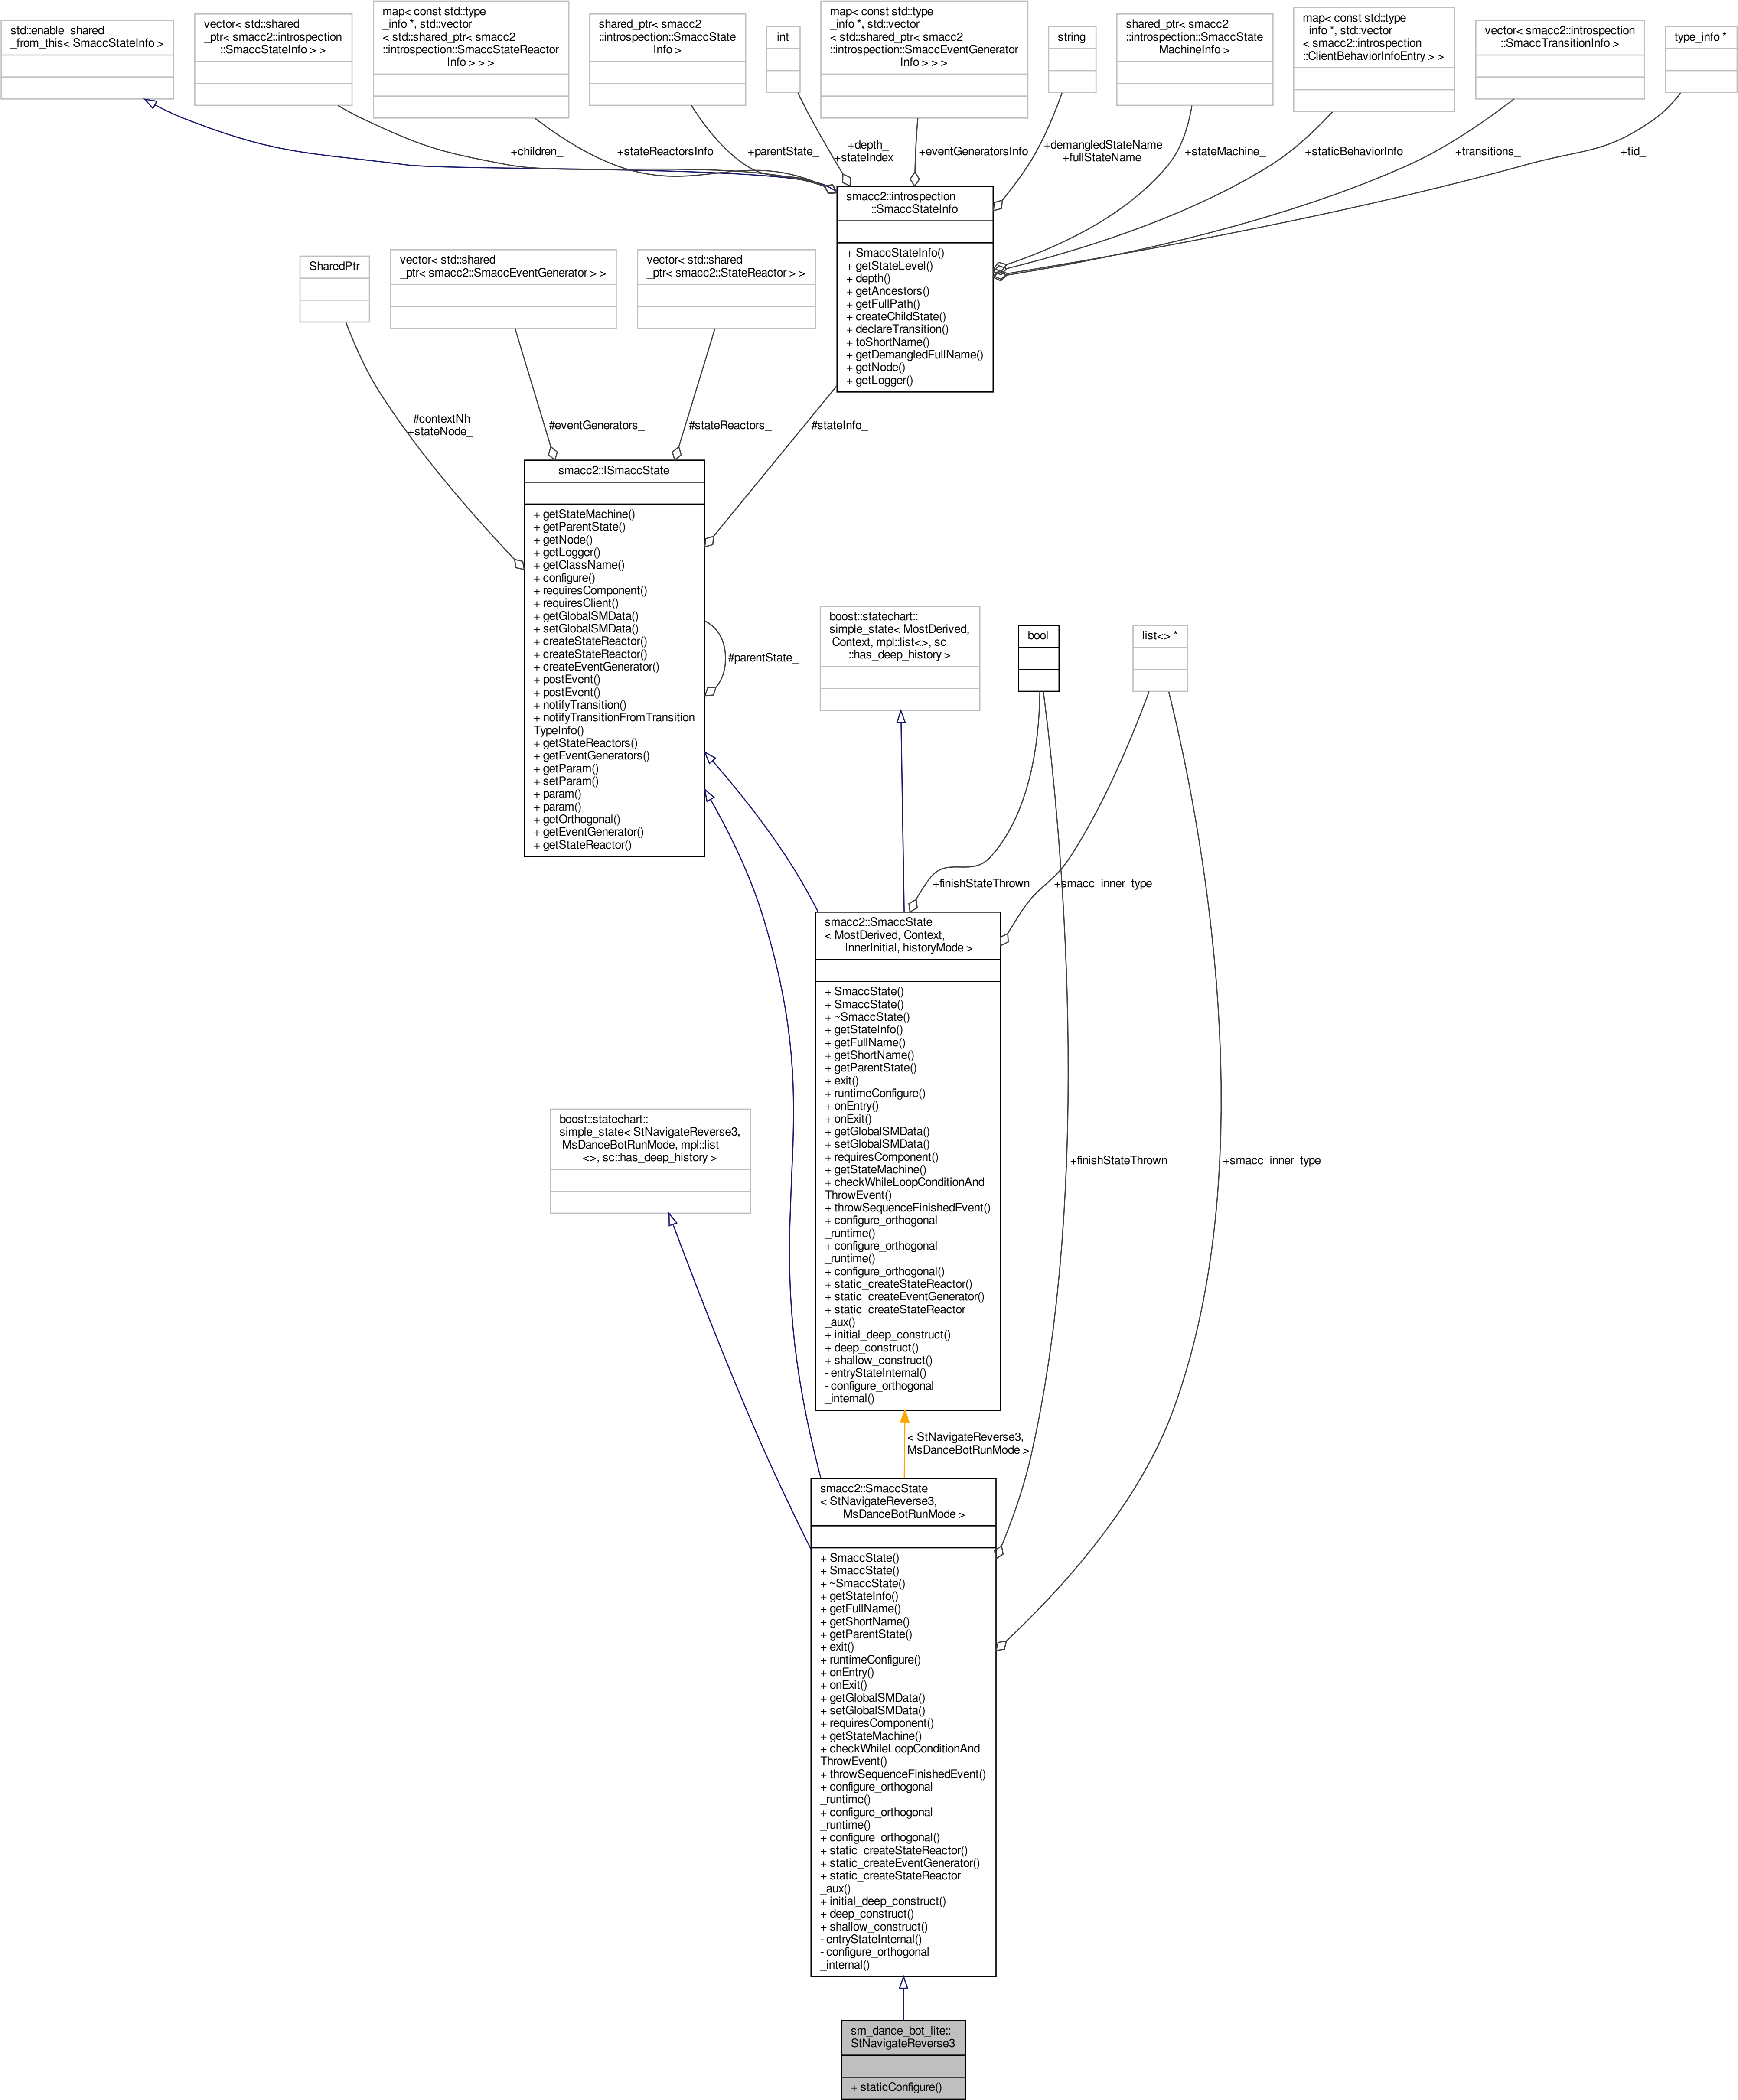 std::enable_shared
_from_this< SmaccStateInfo >
vector< std::shared
_ptr< smacc2::introspection
::SmaccStateInfo > >
map< const std::type
_info *, std::vector
< std::shared_ptr< smacc2
::introspection::SmaccStateReactor
Info > > >
shared_ptr< smacc2
::introspection::SmaccState
Info >
int
map< const std::type
_info *, std::vector
< std::shared_ptr< smacc2
::introspection::SmaccEventGenerator
Info > > >
string
shared_ptr< smacc2
::introspection::SmaccState
MachineInfo >
map< const std::type
_info *, std::vector
< smacc2::introspection
::ClientBehaviorInfoEntry > >
vector< smacc2::introspection
::SmaccTransitionInfo >
type_info *
+children_
+stateReactorsInfo
+parentState_
+depth_
+stateIndex_
+eventGeneratorsInfo
+demangledStateName
+fullStateName
+stateMachine_
+staticBehaviorInfo
+transitions_
+tid_
smacc2::introspection
::SmaccStateInfo
+ SmaccStateInfo()
+ getStateLevel()
+ depth()
+ getAncestors()
+ getFullPath()
+ createChildState()
+ declareTransition()
+ toShortName()
+ getDemangledFullName()
+ getNode()
+ getLogger()
SharedPtr
vector< std::shared
_ptr< smacc2::SmaccEventGenerator > >
vector< std::shared
_ptr< smacc2::StateReactor > >
#contextNh
+stateNode_
#eventGenerators_
#stateReactors_
#stateInfo_
smacc2::ISmaccState
+ getStateMachine()
+ getParentState()
+ getNode()
+ getLogger()
+ getClassName()
+ configure()
+ requiresComponent()
+ requiresClient()
+ getGlobalSMData()
+ setGlobalSMData()
+ createStateReactor()
+ createStateReactor()
+ createEventGenerator()
+ postEvent()
+ postEvent()
+ notifyTransition()
+ notifyTransitionFromTransition
TypeInfo()
+ getStateReactors()
+ getEventGenerators()
+ getParam()
+ setParam()
+ param()
+ param()
+ getOrthogonal()
+ getEventGenerator()
+ getStateReactor()
#parentState_
boost::statechart::
simple_state< MostDerived,
Context, mpl::list<>, sc
::has_deep_history >
bool
list<> *
+finishStateThrown
+smacc_inner_type
smacc2::SmaccState
< MostDerived, Context,
InnerInitial, historyMode >
+ SmaccState()
+ SmaccState()
+ ~SmaccState()
+ getStateInfo()
+ getFullName()
+ getShortName()
+ getParentState()
+ exit()
+ runtimeConfigure()
+ onEntry()
+ onExit()
+ getGlobalSMData()
+ setGlobalSMData()
+ requiresComponent()
+ getStateMachine()
+ checkWhileLoopConditionAnd
ThrowEvent()
+ throwSequenceFinishedEvent()
+ configure_orthogonal
_runtime()
+ configure_orthogonal
_runtime()
+ configure_orthogonal()
+ static_createStateReactor()
+ static_createEventGenerator()
+ static_createStateReactor
_aux()
+ initial_deep_construct()
+ deep_construct()
+ shallow_construct()
- entryStateInternal()
- configure_orthogonal
_internal()
boost::statechart::
simple_state< StNavigateReverse3,
MsDanceBotRunMode, mpl::list
<>, sc::has_deep_history >
+finishStateThrown
+smacc_inner_type
< StNavigateReverse3,
MsDanceBotRunMode >
smacc2::SmaccState
< StNavigateReverse3,
MsDanceBotRunMode >
+ SmaccState()
+ SmaccState()
+ ~SmaccState()
+ getStateInfo()
+ getFullName()
+ getShortName()
+ getParentState()
+ exit()
+ runtimeConfigure()
+ onEntry()
+ onExit()
+ getGlobalSMData()
+ setGlobalSMData()
+ requiresComponent()
+ getStateMachine()
+ checkWhileLoopConditionAnd
ThrowEvent()
+ throwSequenceFinishedEvent()
+ configure_orthogonal
_runtime()
+ configure_orthogonal
_runtime()
+ configure_orthogonal()
+ static_createStateReactor()
+ static_createEventGenerator()
+ static_createStateReactor
_aux()
+ initial_deep_construct()
+ deep_construct()
+ shallow_construct()
- entryStateInternal()
- configure_orthogonal
_internal()
sm_dance_bot_lite::
StNavigateReverse3
+ staticConfigure()